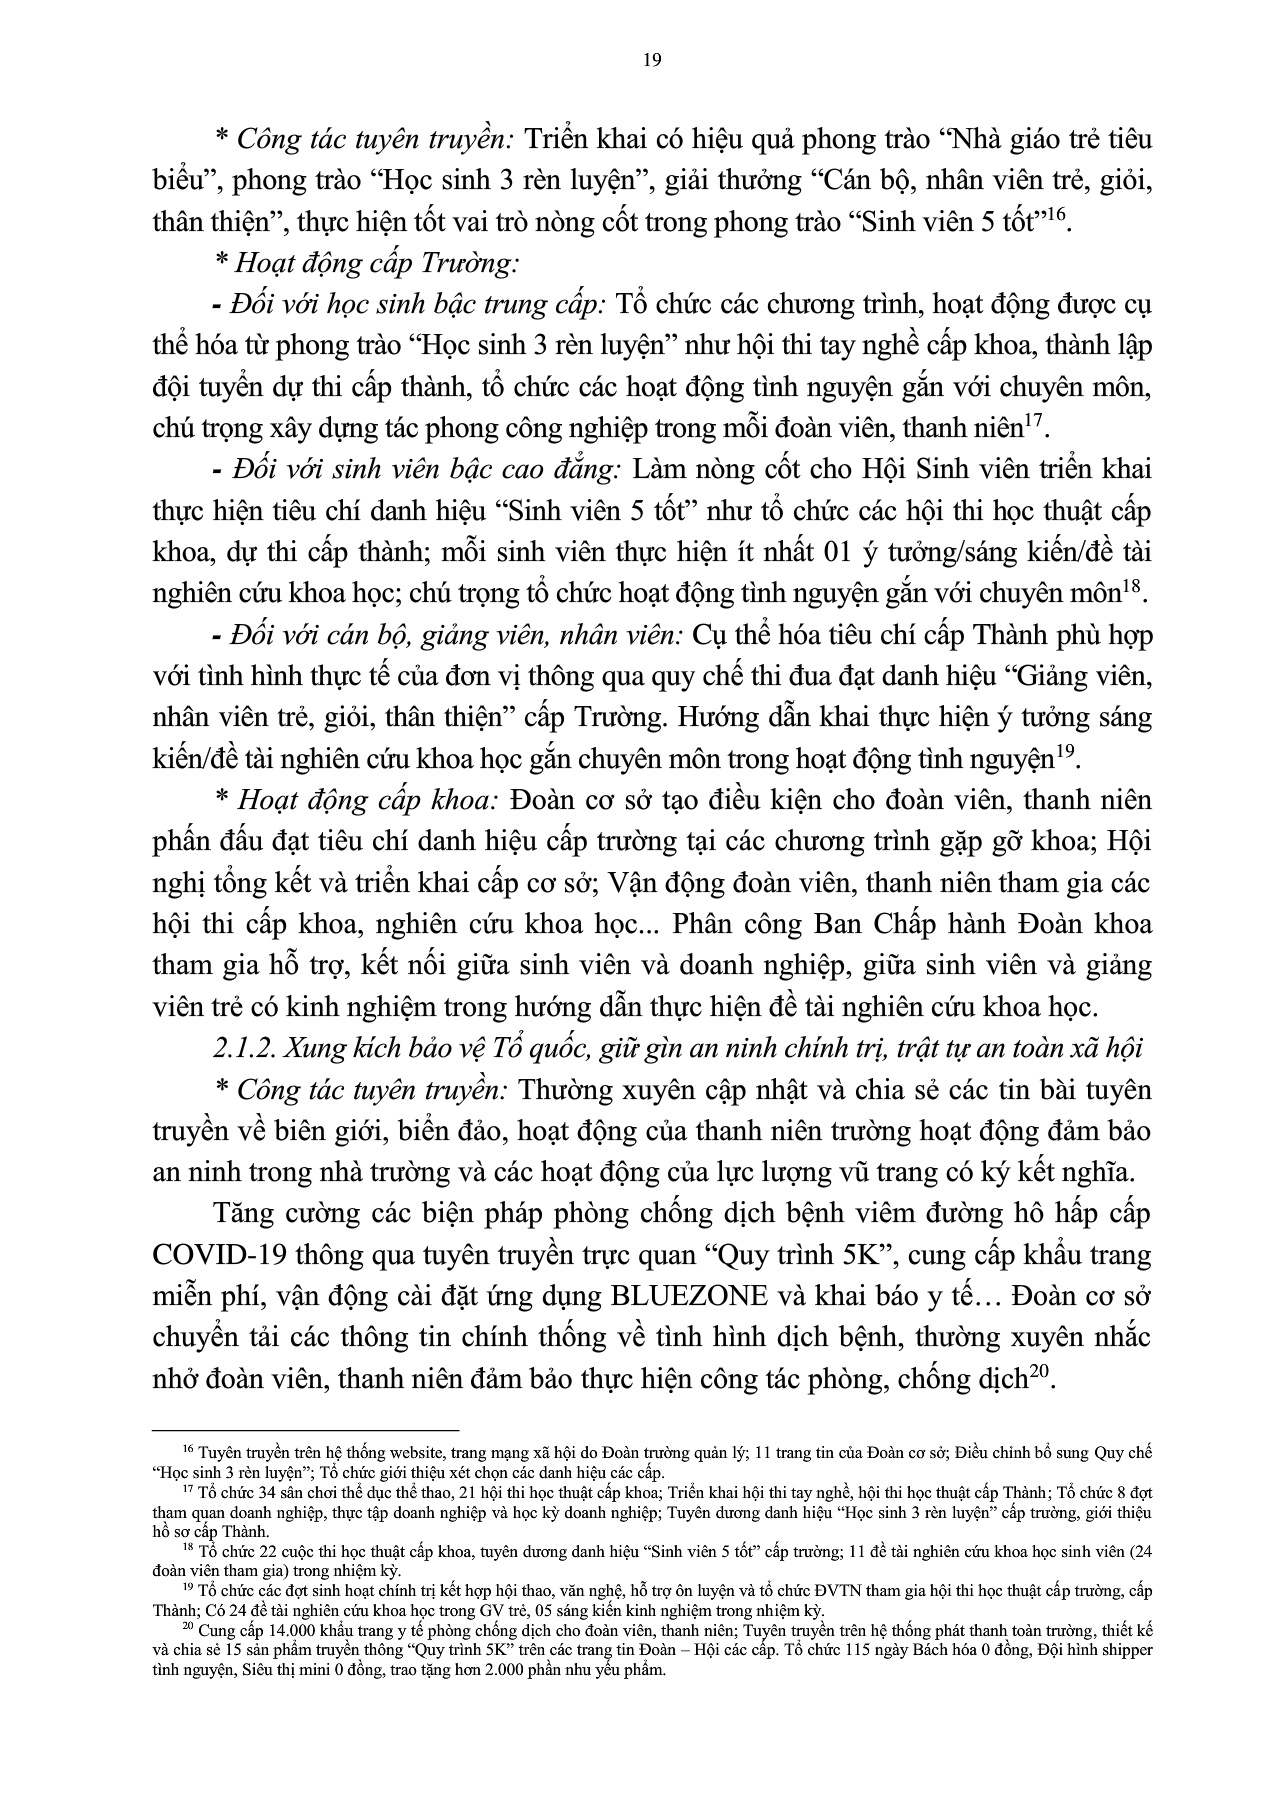 19
* Công tác tuyên truyền: Triển khai có hiệu quả phong trào “Nhà giáo trẻ tiêu
biểu”, phong trào “Học sinh 3 rèn luyện”, giải thưởng “Cán bộ, nhân viên trẻ, giỏi,
thân thiện”, thực hiện tốt vai trò nòng cốt trong phong trào “Sinh viên 5 tốt”16.
* Hoạt động cấp Trường:
- Đối với học sinh bậc trung cấp: Tổ chức các chương trình, hoạt động được cụ
thể hóa từ phong trào “Học sinh 3 rèn luyện” như hội thi tay nghề cấp khoa, thành lập
đội tuyển dự thi cấp thành, tổ chức các hoạt động tình nguyện gắn với chuyên môn,
chú trọng xây dựng tác phong công nghiệp trong mỗi đoàn viên, thanh niên17.
- Đối với sinh viên bậc cao đẳng: Làm nòng cốt cho Hội Sinh viên triển khai
thực hiện tiêu chí danh hiệu “Sinh viên 5 tốt” như tổ chức các hội thi học thuật cấp
khoa, dự thi cấp thành; mỗi sinh viên thực hiện ít nhất 01 ý tưởng/sáng kiến/đề tài
nghiên cứu khoa học; chú trọng tổ chức hoạt động tình nguyện gắn với chuyên môn18.
- Đối với cán bộ, giảng viên, nhân viên: Cụ thể hóa tiêu chí cấp Thành phù hợp
với tình hình thực tế của đơn vị thông qua quy chế thi đua đạt danh hiệu “Giảng viên,
nhân viên trẻ, giỏi, thân thiện” cấp Trường. Hướng dẫn khai thực hiện ý tưởng sáng
kiến/đề tài nghiên cứu khoa học gắn chuyên môn trong hoạt động tình nguyện19.
* Hoạt động cấp khoa: Đoàn cơ sở tạo điều kiện cho đoàn viên, thanh niên
phấn đấu đạt tiêu chí danh hiệu cấp trường tại các chương trình gặp gỡ khoa; Hội
nghị tổng kết và triển khai cấp cơ sở; Vận động đoàn viên, thanh niên tham gia các
hội thi cấp khoa, nghiên cứu khoa học... Phân công Ban Chấp hành Đoàn khoa
tham gia hỗ trợ, kết nối giữa sinh viên và doanh nghiệp, giữa sinh viên và giảng
viên trẻ có kinh nghiệm trong hướng dẫn thực hiện đề tài nghiên cứu khoa học.
2.1.2. Xung kích bảo vệ Tổ quốc, giữ gìn an ninh chính trị, trật tự an toàn xã hội
* Công tác tuyên truyền: Thường xuyên cập nhật và chia sẻ các tin bài tuyên
truyền về biên giới, biển đảo, hoạt động của thanh niên trường hoạt động đảm bảo
an ninh trong nhà trường và các hoạt động của lực lượng vũ trang có ký kết nghĩa.
Tăng cường các biện pháp phòng chống dịch bệnh viêm đường hô hấp cấp
COVID-19 thông qua tuyên truyền trực quan “Quy trình 5K”, cung cấp khẩu trang
miễn phí, vận động cài đặt ứng dụng BLUEZONE và khai báo y tế… Đoàn cơ sở
chuyển tải các thông tin chính thống về tình hình dịch bệnh, thường xuyên nhắc
nhở đoàn viên, thanh niên đảm bảo thực hiện công tác phòng, chống dịch20.
16 Tuyên truyền trên hệ thống website, trang mạng xã hội do Đoàn trường quản lý; 11 trang tin của Đoàn cơ sở; Điều chỉnh bổ sung Quy chế
“Học sinh 3 rèn luyện”; Tổ chức giới thiệu xét chọn các danh hiệu các cấp.
17 Tổ chức 34 sân chơi thể dục thể thao, 21 hội thi học thuật cấp khoa; Triển khai hội thi tay nghề, hội thi học thuật cấp Thành; Tổ chức 8 đợt
tham quan doanh nghiệp, thực tập doanh nghiệp và học kỳ doanh nghiệp; Tuyên dương danh hiệu “Học sinh 3 rèn luyện” cấp trường, giới thiệu
hồ sơ cấp Thành.
18 Tổ chức 22 cuộc thi học thuật cấp khoa, tuyên dương danh hiệu “Sinh viên 5 tốt” cấp trường; 11 đề tài nghiên cứu khoa học sinh viên (24
đoàn viên tham gia) trong nhiệm kỳ.
19 Tổ chức các đợt sinh hoạt chính trị kết hợp hội thao, văn nghệ, hỗ trợ ôn luyện và tổ chức ĐVTN tham gia hội thi học thuật cấp trường, cấp
Thành; Có 24 đề tài nghiên cứu khoa học trong GV trẻ, 05 sáng kiến kinh nghiệm trong nhiệm kỳ.
20 Cung cấp 14.000 khẩu trang y tế phòng chống dịch cho đoàn viên, thanh niên; Tuyên truyền trên hệ thống phát thanh toàn trường, thiết kế
và chia sẻ 15 sản phẩm truyền thông “Quy trình 5K” trên các trang tin Đoàn – Hội các cấp. Tổ chức 115 ngày Bách hóa 0 đồng, Đội hình shipper
tình nguyện, Siêu thị mini 0 đồng, trao tặng hơn 2.000 phần nhu yếu phẩm.